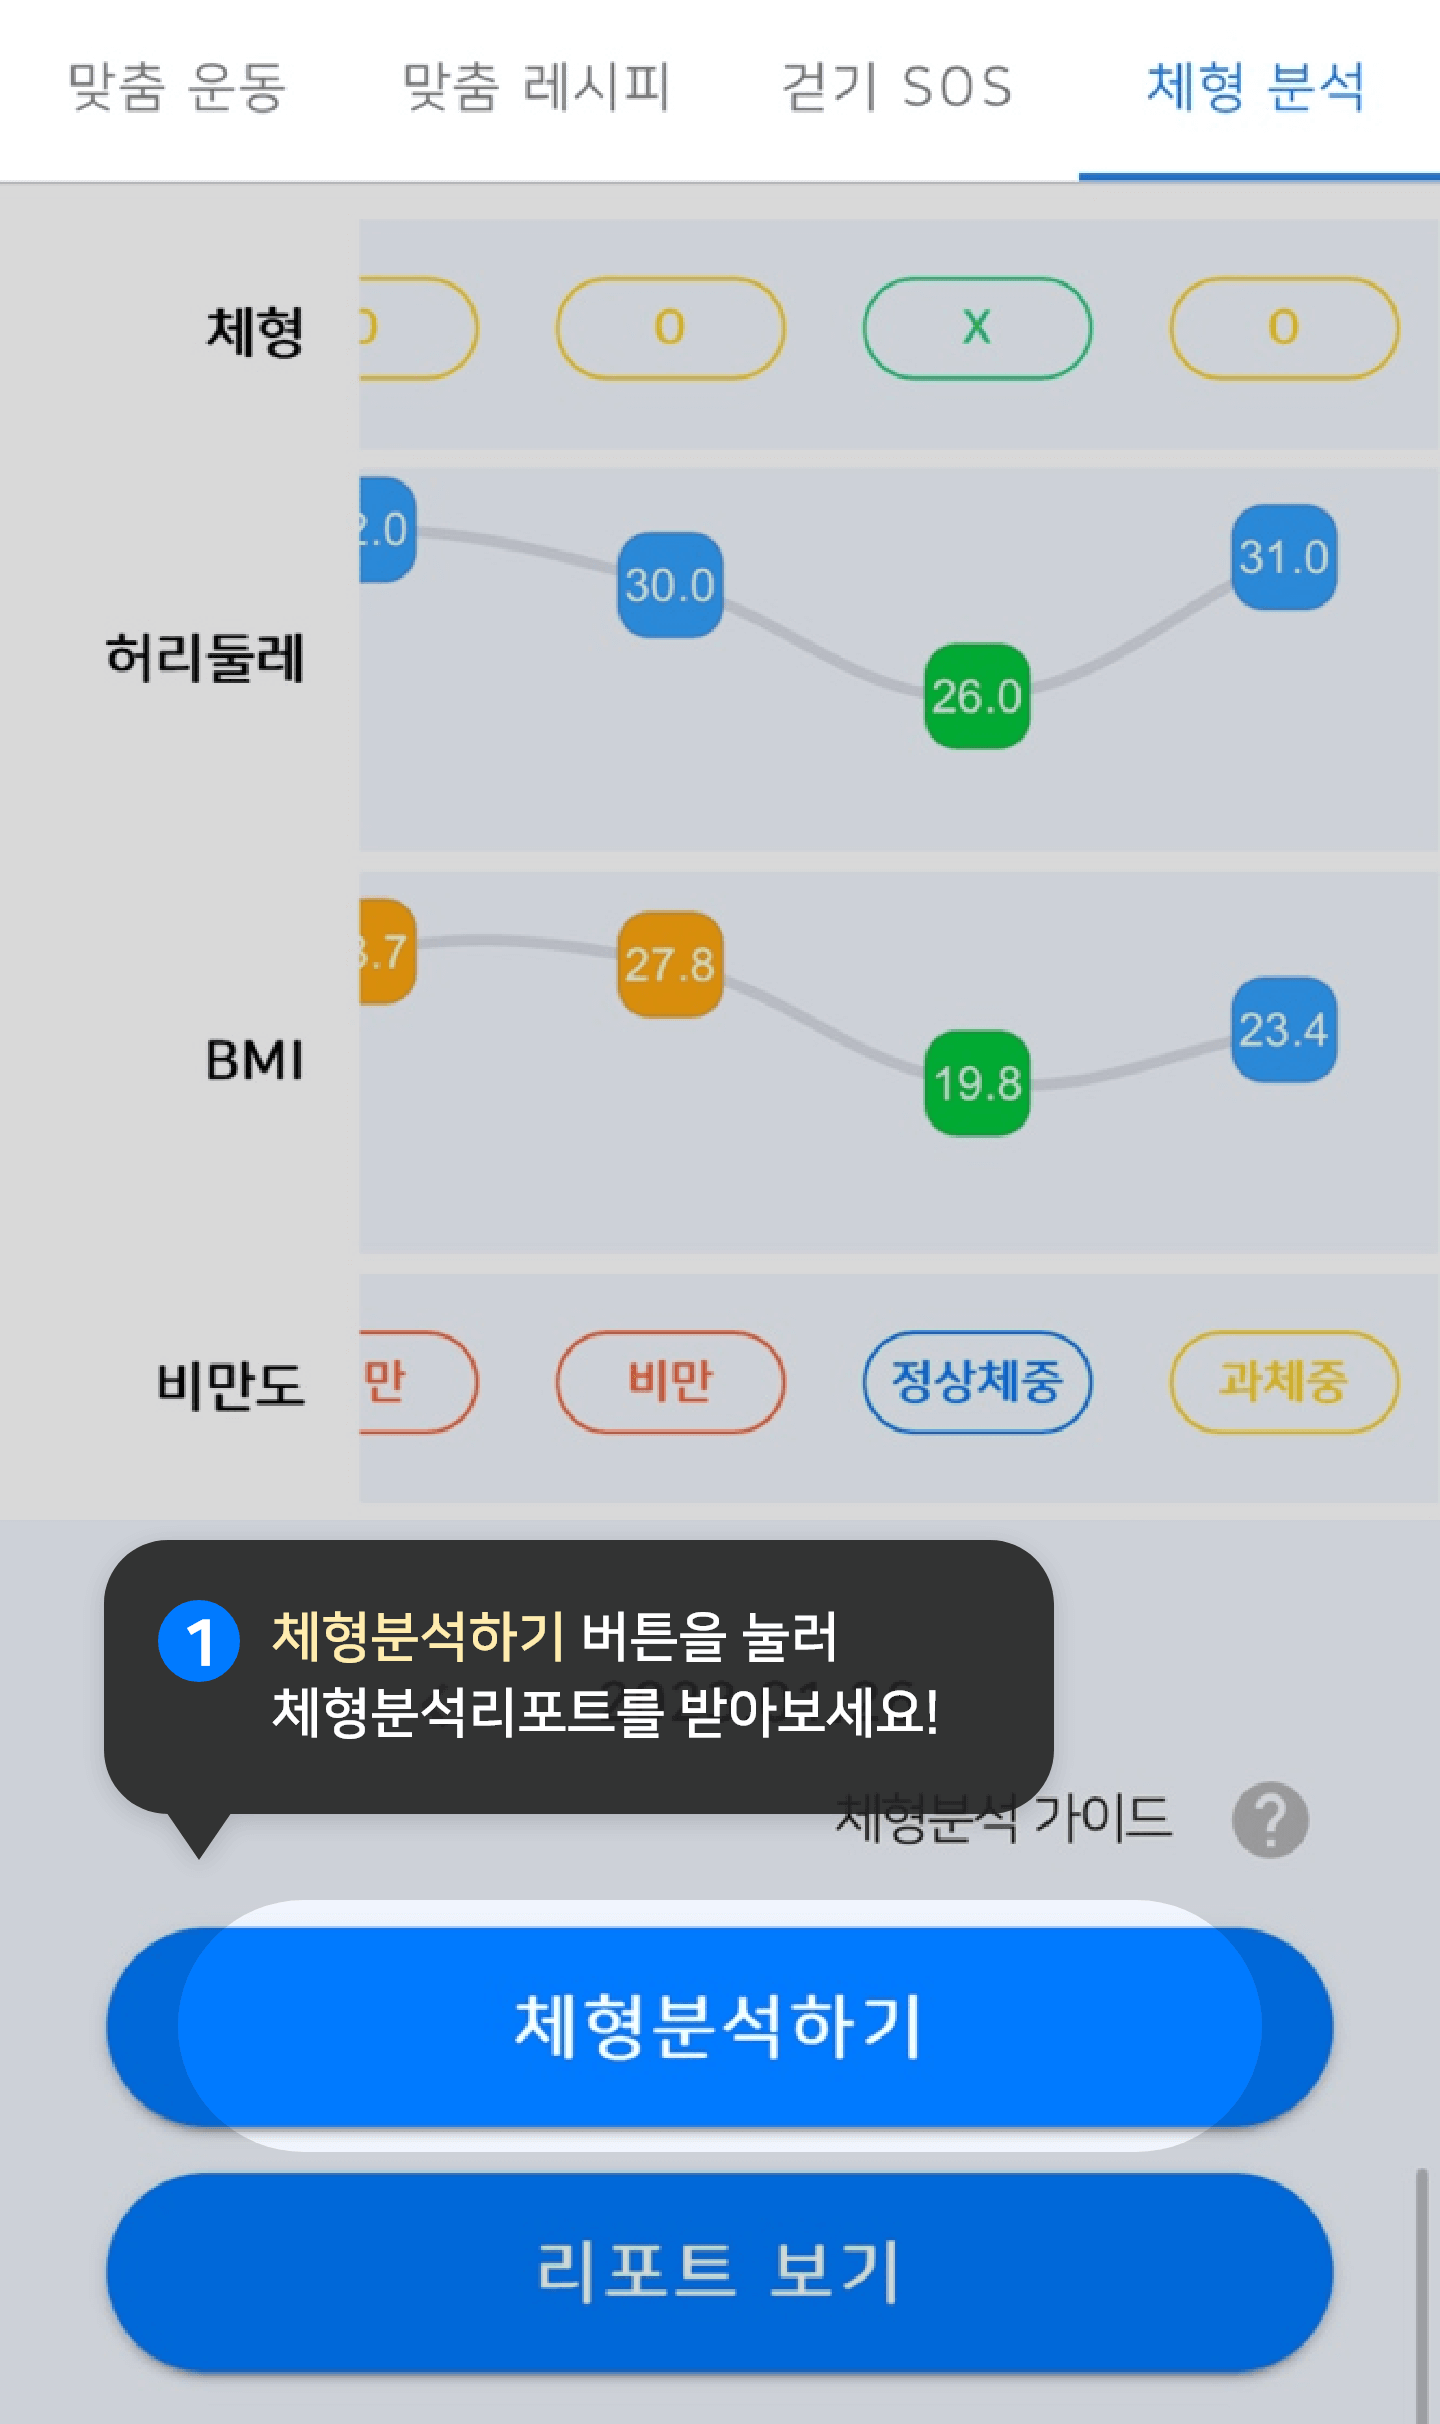 맞춤 운동 맞춤 레시피 걷기 SOS 체형 분석
체형 O X O
허리둘레 2.0 30.0 26.0 31.0
BMI .7 27.8 19.8 23.4
비만도 만 비만 정상체중 과체중
1 체형분석하기 버튼을 눌러
체형분석리포트를 받아보세요!
체형분석 가이드 ?
체형분석하기
리포트 보기